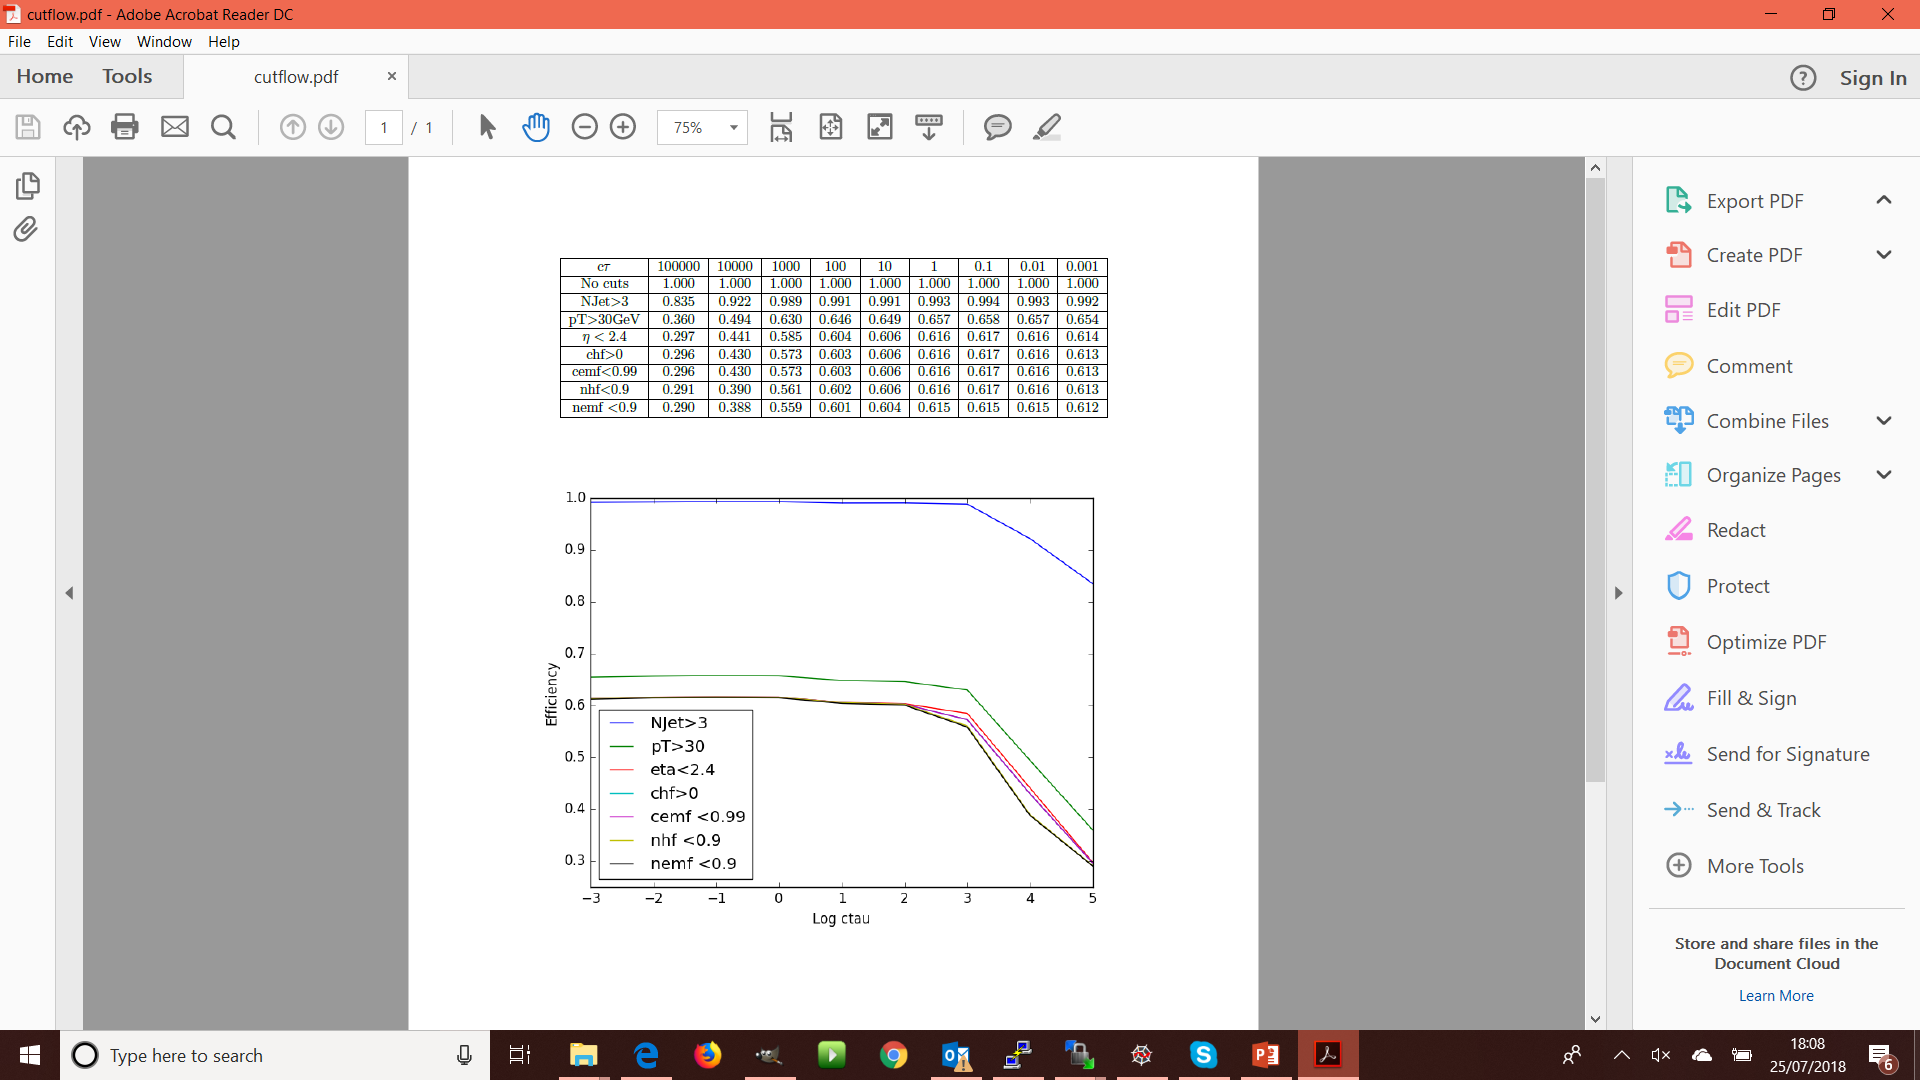 cutflow.pdf - Adobe Acrobat Reader DC
File Edit View Window Help
Home Tools cutflow.pdf × ? Sign In
1 / 1 75%
Export PDF
Create PDF
Edit PDF
Comment
Combine Files
Organize Pages
Redact
Protect
Optimize PDF
Fill & Sign
Send for Signature
Send & Track
More Tools
Store and share files in the
Document Cloud
Learn More
cτ 100000 10000 1000 100 10 1 0.1 0.01 0.001
No cuts 1.000 1.000 1.000 1.000 1.000 1.000 1.000 1.000 1.000
NJet>3 0.835 0.922 0.989 0.991 0.991 0.993 0.994 0.993 0.992
pT>30GeV 0.360 0.494 0.630 0.646 0.649 0.657 0.658 0.657 0.654
η < 2.4 0.297 0.441 0.585 0.604 0.606 0.616 0.617 0.616 0.614
chf>0 0.296 0.430 0.573 0.603 0.606 0.616 0.617 0.616 0.613
cemf<0.99 0.296 0.430 0.573 0.603 0.606 0.616 0.617 0.616 0.613
nhf<0.9 0.291 0.390 0.561 0.602 0.606 0.616 0.617 0.616 0.613
nemf <0.9 0.290 0.388 0.559 0.601 0.604 0.615 0.615 0.615 0.612
1.0
0.9
0.8
0.7
0.6
0.5
0.4
0.3
Efficiency
NJet>3
pT>30
eta<2.4
chf>0
cemf <0.99
nhf <0.9
nemf <0.9
−3 −2 −1 0 1 2 3 4 5
Log ctau
Type here to search
18:08
25/07/2018
6